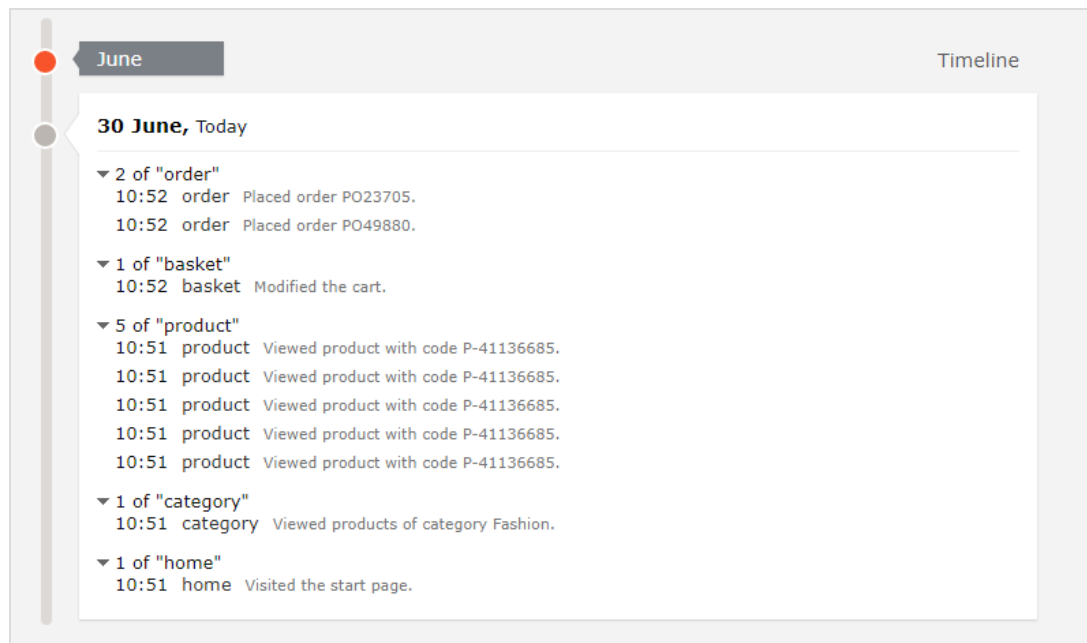 June
Timeline
30 June, Today
2 of "order"
10:52 order Placed order PO23705.
10:52 order Placed order PO49880.
1 of "basket"
10:52 basket Modified the cart.
5 of "product"
10:51 product Viewed product with code P-41136685.
10:51 product Viewed product with code P-41136685.
10:51 product Viewed product with code P-41136685.
10:51 product Viewed product with code P-41136685.
10:51 product Viewed product with code P-41136685.
1 of "category"
10:51 category Viewed products of category Fashion.
1 of "home"
10:51 home Visited the start page.